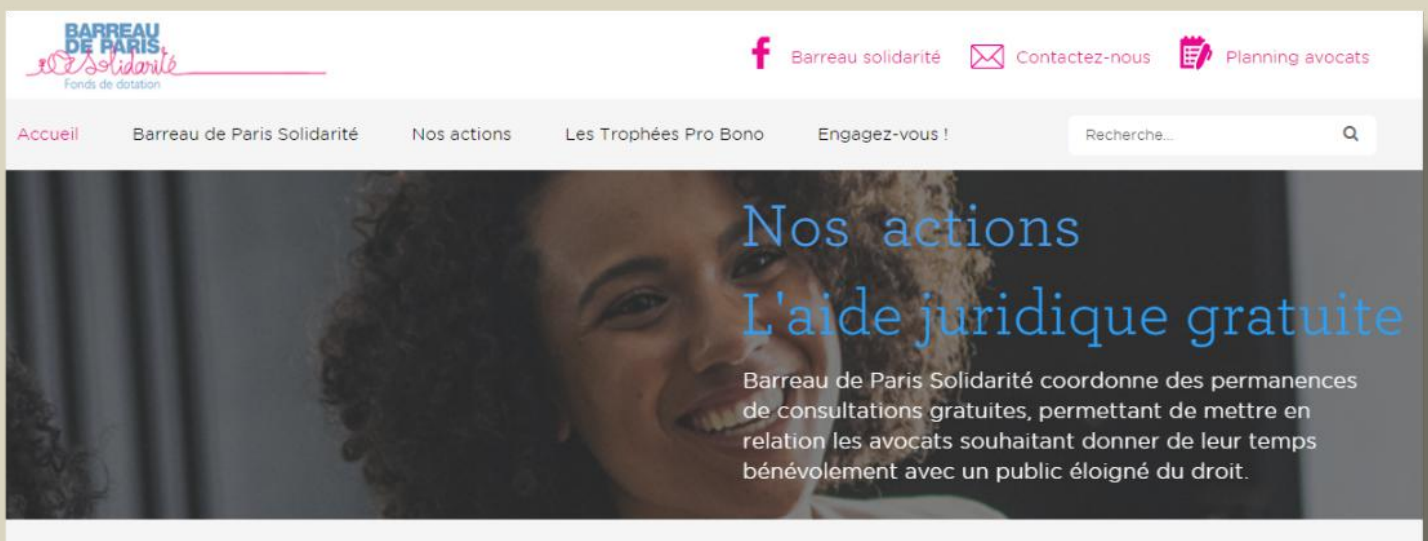 BARREAU
DE PARIS
Solidarité
Fonds de dotation
Barreau solidarité
Contactez-nous
Planning avocats
Accueil
Barreau de Paris Solidarité
Nos actions
Les Trophées Pro Bono
Engagez-vous !
Recherche...
Nos actions
L'aide juridique gratuite
Barreau de Paris Solidarité coordonne des permanences
de consultations gratuites, permettant de mettre en
relation les avocats souhaitant donner de leur temps
bénévolement avec un public éloigné du droit.